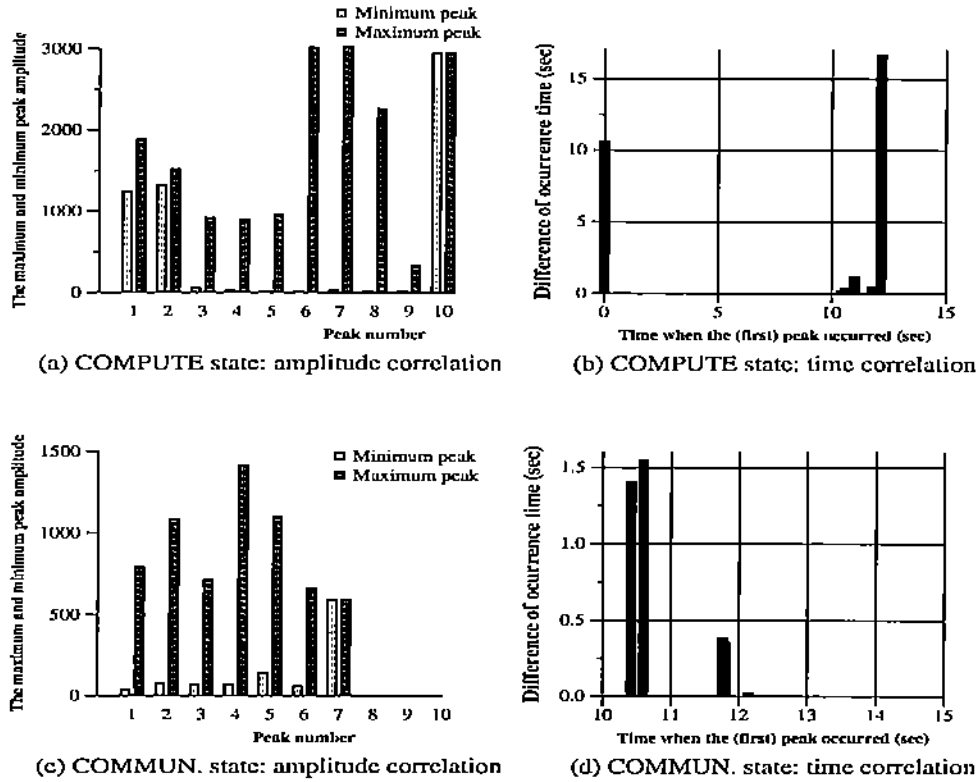 Minimum peak
Maximum peak
The maximum and minimum peak amplitude
3000
2000
1000
0
1 2 3 4 5 6 7 8 9 10
Peak number
(a) COMPUTE state: amplitude correlation
Difference of ocurrence time (sec)
15
10
5
0
0 5 10 15
Time when the (first) peak occurred (sec)
(b) COMPUTE state: time correlation
Minimum peak
Maximum peak
The maximum and minimum peak amplitude
1500
1000
500
0
1 2 3 4 5 6 7 8 9 10
Peak number
(c) COMMUN. state: amplitude correlation
Difference of ocurrence time (sec)
1.5
1.0
0.5
0.0
10 11 12 13 14 15
Time when the (first) peak occurred (sec)
(d) COMMUN. state: time correlation